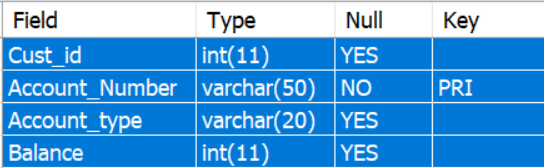 Field Type Null Key
Cust_id int(11) YES
Account_Number varchar(50) NO PRI
Account_type varchar(20) YES
Balance int(11) YES